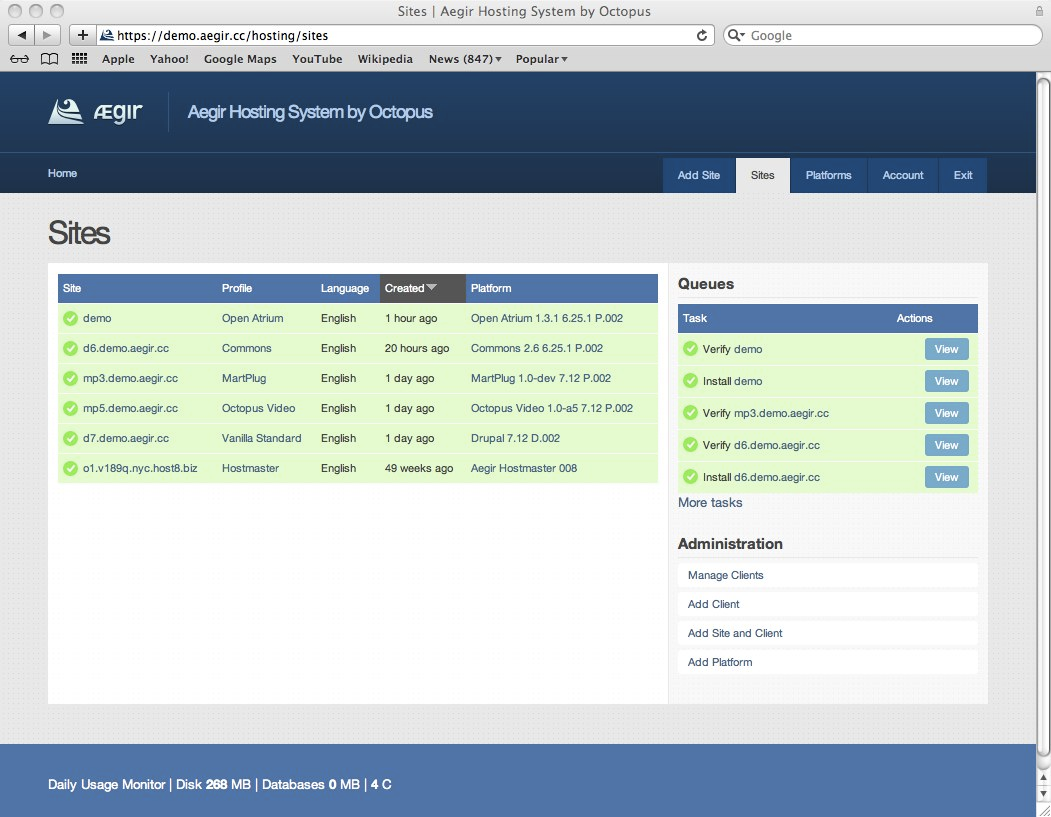 Sites | Aegir Hosting System by Octopus
https://demo.aegir.cc/hosting/sites
Google
Apple Yahoo! Google Maps YouTube Wikipedia News (847) Popular
ÆGIR Aegir Hosting System by Octopus
Home Add Site Sites Platforms Account Exit
Sites
Site Profile Language Created Platform
demo Open Atrium English 1 hour ago Open Atrium 1.3.1 6.25.1 P.002
d6.demo.aegir.cc Commons English 20 hours ago Commons 2.6 6.25.1 P.002
mp3.demo.aegir.cc MartPlug English 1 day ago MartPlug 1.0-dev 7.12 P.002
mp5.demo.aegir.cc Octopus Video English 1 day ago Octopus Video 1.0-a5 7.12 P.002
d7.demo.aegir.cc Vanilla Standard English 1 day ago Drupal 7.12 D.002
o1.v189q.nyc.host8.biz Hostmaster English 49 weeks ago Aegir Hostmaster 008
Queues
Task Actions
Verify demo View
Install demo View
Verify mp3.demo.aegir.cc View
Verify d6.demo.aegir.cc View
Install d6.demo.aegir.cc View
More tasks
Administration
Manage Clients
Add Client
Add Site and Client
Add Platform
Daily Usage Monitor | Disk 268 MB | Databases 0 MB | 4 C